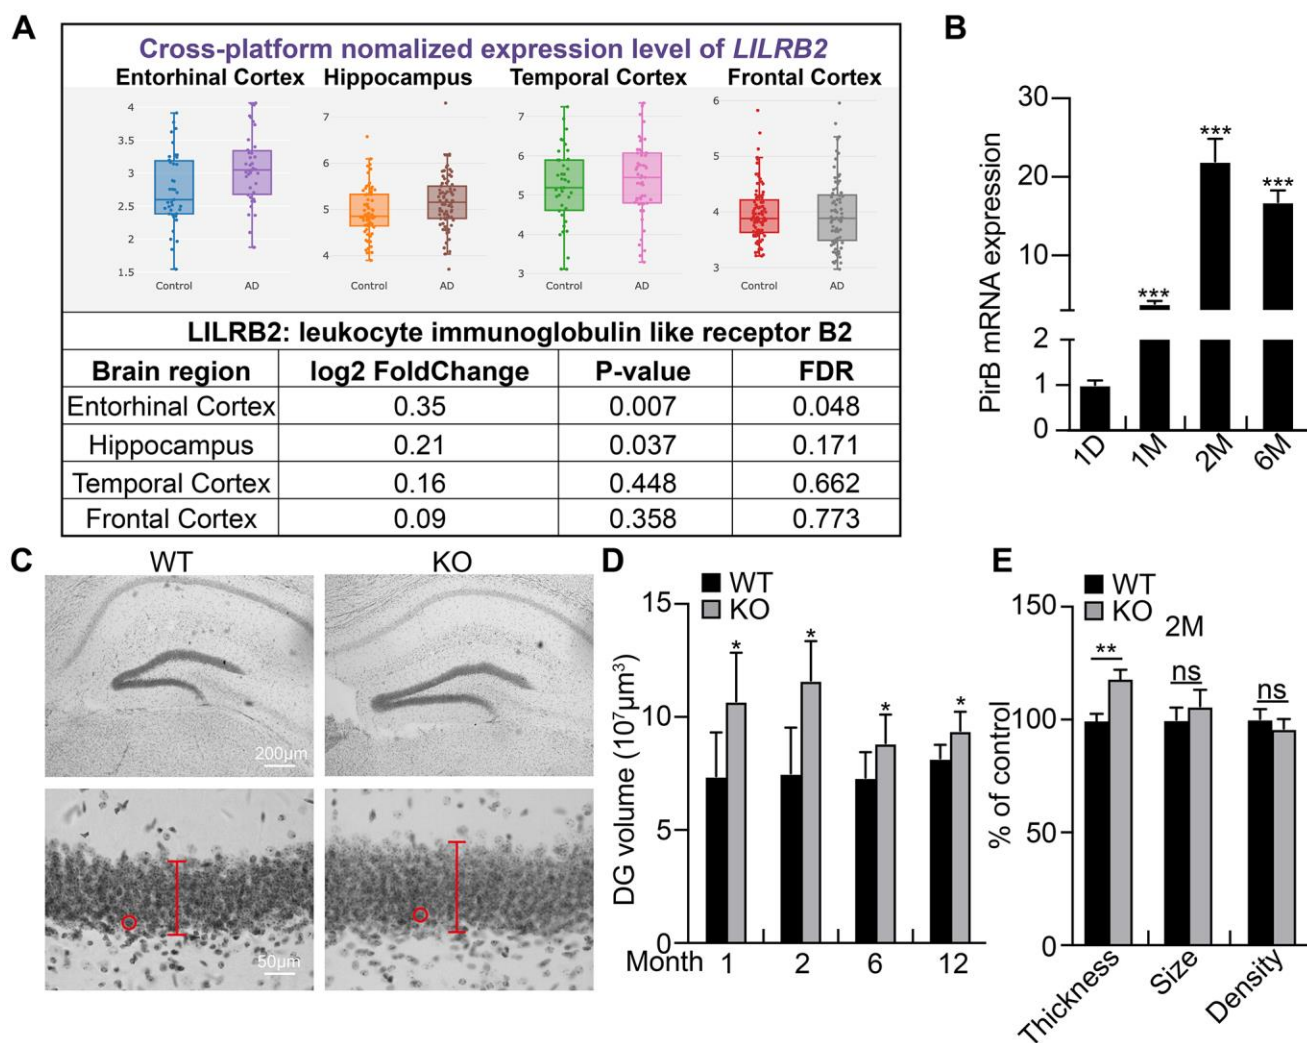 A
Cross-platform nomalized expression level of LILRB2
Entorhinal Cortex Hippocampus Temporal Cortex Frontal Cortex
4
3.5
3
2.5
2
1.5
Control AD
7
6
5
4
Control AD
7
6
5
4
3
Control AD
6
5
4
3
Control AD
LILRB2: leukocyte immunoglobulin like receptor B2
Brain region log2 FoldChange P-value FDR
Entorhinal Cortex 0.35 0.007 0.048
Hippocampus 0.21 0.037 0.171
Temporal Cortex 0.16 0.448 0.662
Frontal Cortex 0.09 0.358 0.773
B
PirB mRNA expression
30
20
10
2
1
0
***
***
***
1D 1M 2M 6M
C
WT KO
200μm
50μm
D
WT
KO
DG volume (10⁷μm³)
15
10
5
0
* * * *
Month 1 2 6 12
E
WT
KO
2M
% of control
150
100
50
0
** ns ns
Thickness Size Density